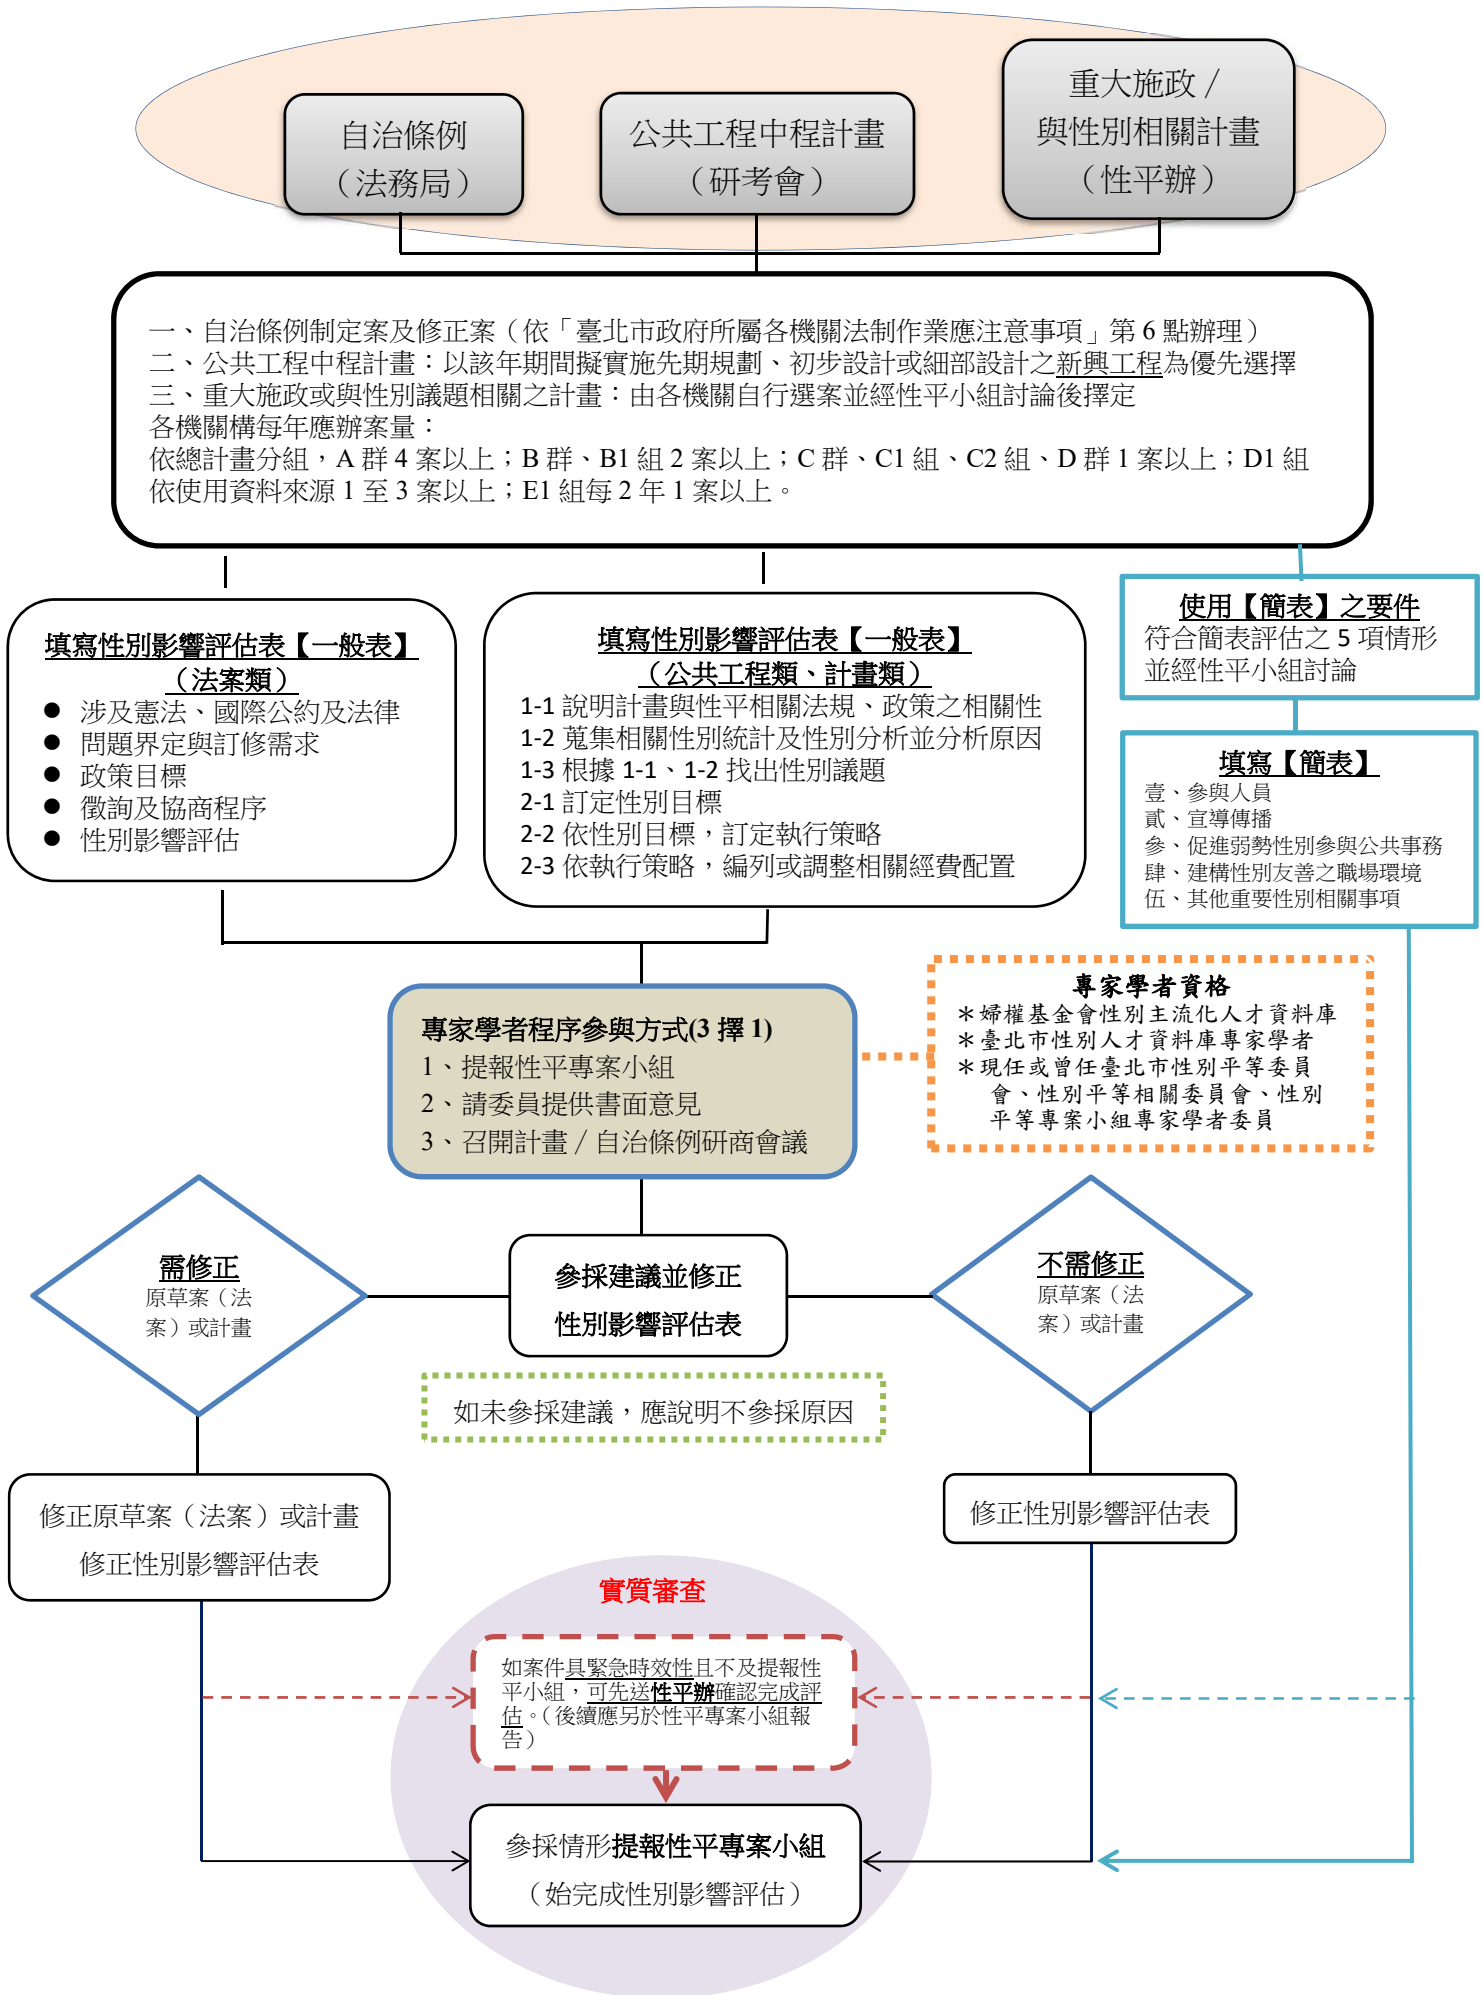 自治條例
（法務局）
公共工程中程計畫
（研考會）
重大施政／
與性別相關計畫
（性平辦）
一、自治條例制定案及修正案（依「臺北市政府所屬各機關法制作業應注意事項」第 6 點辦理）
二、公共工程中程計畫：以該年期間擬實施先期規劃、初步設計或細部設計之新興工程為優先選擇
三、重大施政或與性別議題相關之計畫：由各機關自行選案並經性平小組討論後擇定
各機關構每年應辦案量：
依總計畫分組，A 群 4 案以上；B 群、B1 組 2 案以上；C 群、C1 組、C2 組、D 群 1 案以上；D1 組
依使用資料來源 1 至 3 案以上；E1 組每 2 年 1 案以上。
填寫性別影響評估表【一般表】
（法案類）
● 涉及憲法、國際公約及法律
● 問題界定與訂修需求
● 政策目標
● 徵詢及協商程序
● 性別影響評估
填寫性別影響評估表【一般表】
（公共工程類、計畫類）
1-1 說明計畫與性平相關法規、政策之相關性
1-2 蒐集相關性別統計及性別分析並分析原因
1-3 根據 1-1、1-2 找出性別議題
2-1 訂定性別目標
2-2 依性別目標，訂定執行策略
2-3 依執行策略，編列或調整相關經費配置
使用【簡表】之要件
符合簡表評估之 5 項情形
並經性平小組討論
填寫【簡表】
壹、參與人員
貳、宣導傳播
參、促進弱勢性別參與公共事務
肆、建構性別友善之職場環境
伍、其他重要性別相關事項
專家學者程序參與方式(3 擇 1)
1、提報性平專案小組
2、請委員提供書面意見
3、召開計畫／自治條例研商會議
專家學者資格
＊婦權基金會性別主流化人才資料庫
＊臺北市性別人才資料庫專家學者
＊現任或曾任臺北市性別平等委員
會、性別平等相關委員會、性別
平等專案小組專家學者委員
需修正
原草案（法
案）或計畫
參採建議並修正
性別影響評估表
不需修正
原草案（法
案）或計畫
如未參採建議，應說明不參採原因
修正原草案（法案）或計畫
修正性別影響評估表
修正性別影響評估表
實質審查
如案件具緊急時效性且不及提報性
平小組，可先送性平辦確認完成評
估。（後續應另於性平專案小組報
告）
參採情形提報性平專案小組
（始完成性別影響評估）